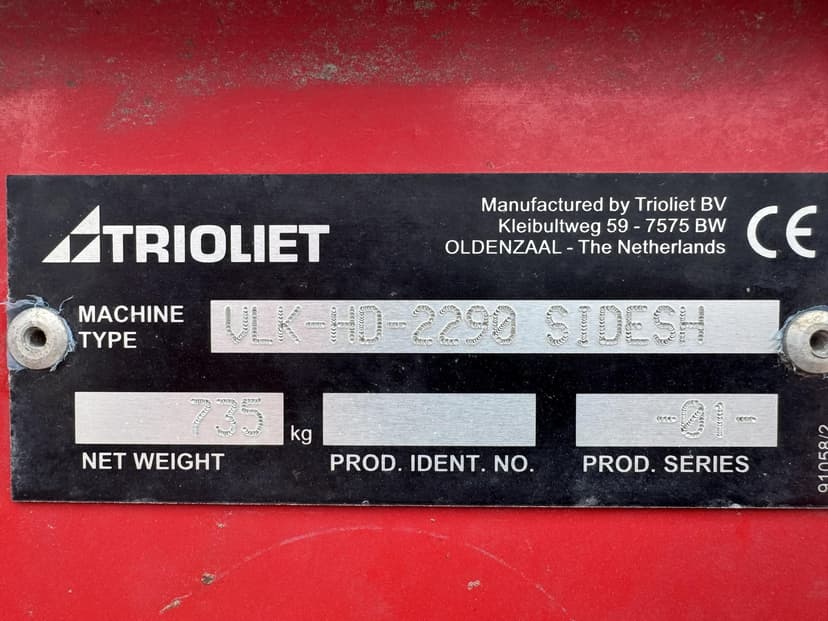 TRIOLIET
Manufactured by Trioliet BV
Kleibultweg 59 - 7575 BW
OLDENZAAL - The Netherlands
CE
MACHINE TYPE
VLK-HD-2290 SIDESH
735 kg
NET WEIGHT
PROD. IDENT. NO.
-01-
PROD. SERIES
91058/2